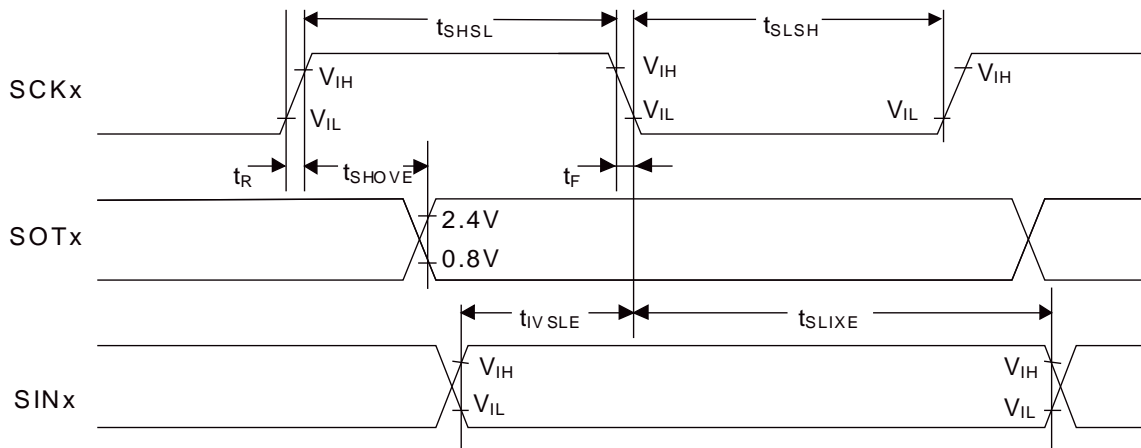 tSHSL
tSLSH
SCKx
VIH
VIH
VIH
VIL
VIL
VIL
tR
tSHOVE
tF
SOTx
2.4V
0.8V
tIVSLE
tSLIXE
SINx
VIH
VIH
VIL
VIL